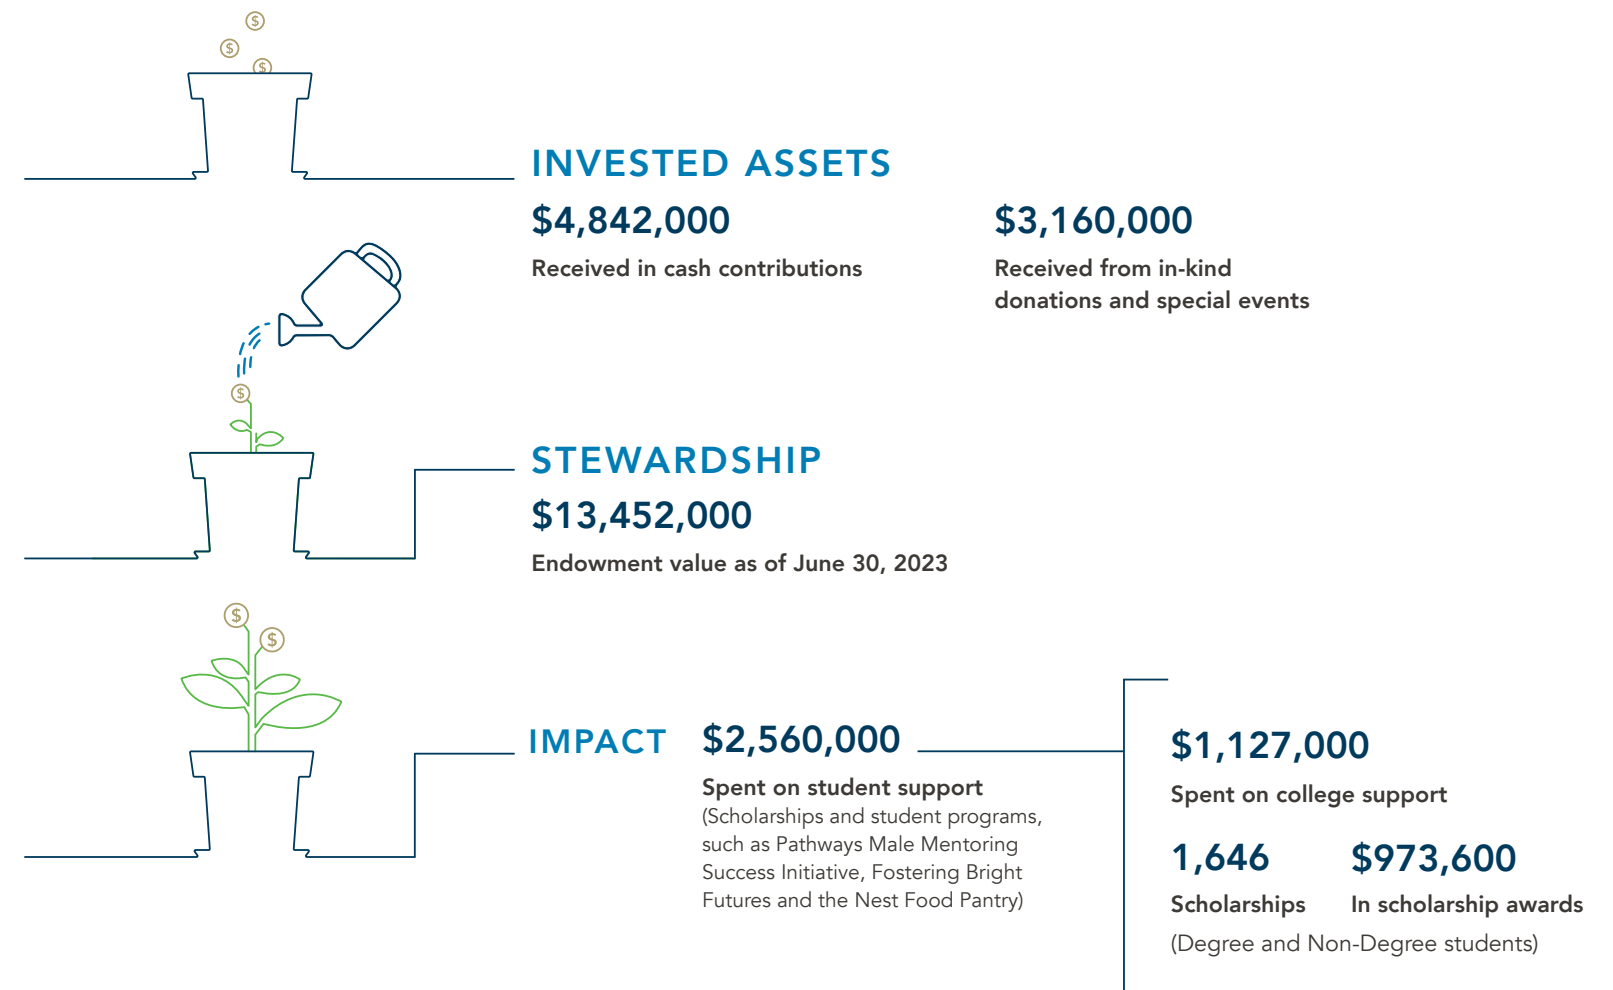 $
$
$
INVESTED ASSETS
$4,842,000
Received in cash contributions
$3,160,000
Received from in-kind
donations and special events
$
STEWARDSHIP
$13,452,000
Endowment value as of June 30, 2023
$
$
IMPACT
$2,560,000
Spent on student support
(Scholarships and student programs,
such as Pathways Male Mentoring
Success Initiative, Fostering Bright
Futures and the Nest Food Pantry)
$1,127,000
Spent on college support
1,646
Scholarships
$973,600
In scholarship awards
(Degree and Non-Degree students)